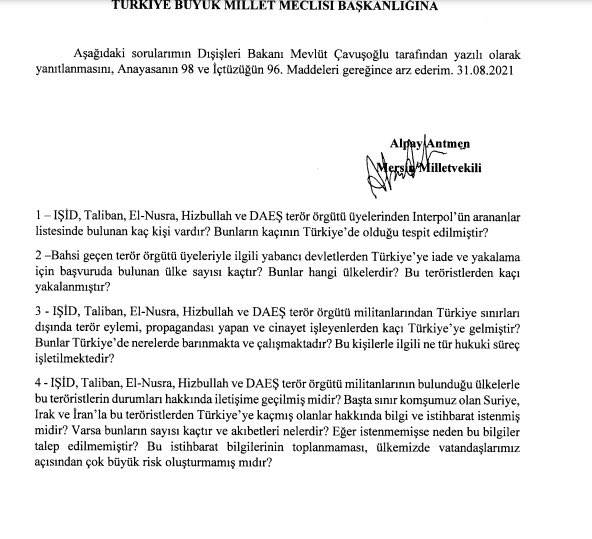 TÜRKİYE BÜYÜK MİLLET MECLİSİ BAŞKANLIĞINA
Aşağıdaki sorularımın Dışişleri Bakanı Mevlüt Çavuşoğlu tarafından yazılı olarak
yanıtlanmasını, Anayasanın 98 ve İçtüzüğün 96. Maddeleri gereğince arz ederim. 31.08.2021
Alpay Antmen
Mersin Milletvekili
1 – IŞİD, Taliban, El-Nusra, Hizbullah ve DAEŞ terör örgütü üyelerinden Interpol'ün arananlar
listesinde bulunan kaç kişi vardır? Bunların kaçının Türkiye'de olduğu tespit edilmiştir?
2 –Bahsi geçen terör örgütü üyeleriyle ilgili yabancı devletlerden Türkiye'ye iade ve yakalama
için başvuruda bulunan ülke sayısı kaçtır? Bunlar hangi ülkelerdir? Bu teröristlerden kaçı
yakalanmıştır?
3 - IŞİD, Taliban, El-Nusra, Hizbullah ve DAEŞ terör örgütü militanlarından Türkiye sınırları
dışında terör eylemi, propagandası yapan ve cinayet işleyenlerden kaçı Türkiye'ye gelmiştir?
Bunlar Türkiye'de nerelerde barınmakta ve çalışmaktadır? Bu kişilerle ilgili ne tür hukuki süreç
işletilmektedir?
4 - IŞİD, Taliban, El-Nusra, Hizbullah ve DAEŞ terör örgütü militanlarının bulunduğu ülkelerle
bu teröristlerin durumları hakkında iletişime geçilmiş midir? Başta sınır komşumuz olan Suriye,
Irak ve İran'la bu teröristlerden Türkiye'ye kaçmış olanlar hakkında bilgi ve istihbarat istenmiş
midir? Varsa bunların sayısı kaçtır ve akıbetleri nelerdir? Eğer istenmemişse neden bu bilgiler
talep edilmemiştir? Bu istihbarat bilgilerinin toplanmaması, ülkemizde vatandaşlarımız
açısından çok büyük risk oluşturmamış mıdır?